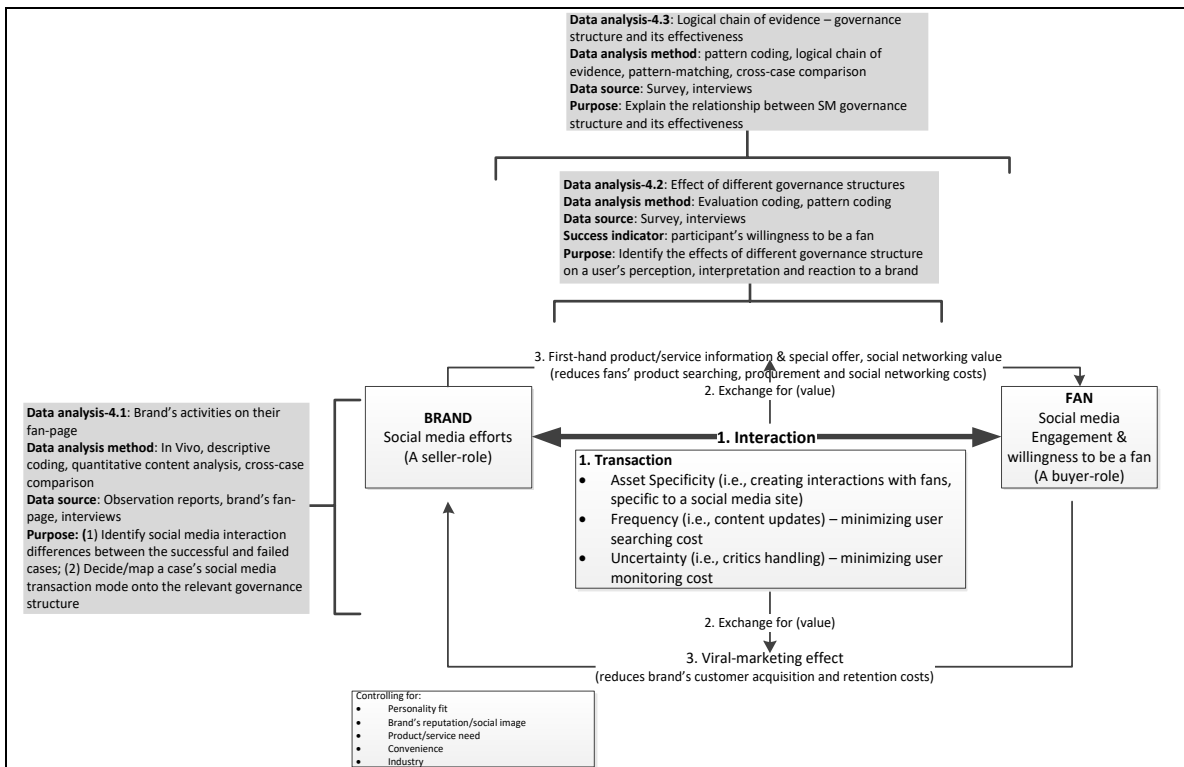 Data analysis-4.3: Logical chain of evidence – governance
structure and its effectiveness
Data analysis method: pattern coding, logical chain of
evidence, pattern-matching, cross-case comparison
Data source: Survey, interviews
Purpose: Explain the relationship between SM governance
structure and its effectiveness
Data analysis-4.2: Effect of different governance structures
Data analysis method: Evaluation coding, pattern coding
Data source: Survey, interviews
Success indicator: participant's willingness to be a fan
Purpose: Identify the effects of different governance structure
on a user's perception, interpretation and reaction to a brand
3. First-hand product/service information & special offer, social networking value
(reduces fans' product searching, procurement and social networking costs)
2. Exchange for (value)
Data analysis-4.1: Brand's activities on their
fan-page
Data analysis method: In Vivo, descriptive
coding, quantitative content analysis, cross-case
comparison
Data source: Observation reports, brand's fan-
page, interviews
Purpose: (1) Identify social media interaction
differences between the successful and failed
cases; (2) Decide/map a case's social media
transaction mode onto the relevant governance
structure
BRAND
Social media efforts
(A seller-role)
1. Interaction
FAN
Social media
Engagement &
willingness to be a fan
(A buyer-role)
1. Transaction
• Asset Specificity (i.e., creating interactions with fans,
specific to a social media site)
• Frequency (i.e., content updates) – minimizing user
searching cost
• Uncertainty (i.e., critics handling) – minimizing user
monitoring cost
2. Exchange for (value)
3. Viral-marketing effect
(reduces brand's customer acquisition and retention costs)
Controlling for:
• Personality fit
• Brand's reputation/social image
• Product/service need
• Convenience
• Industry